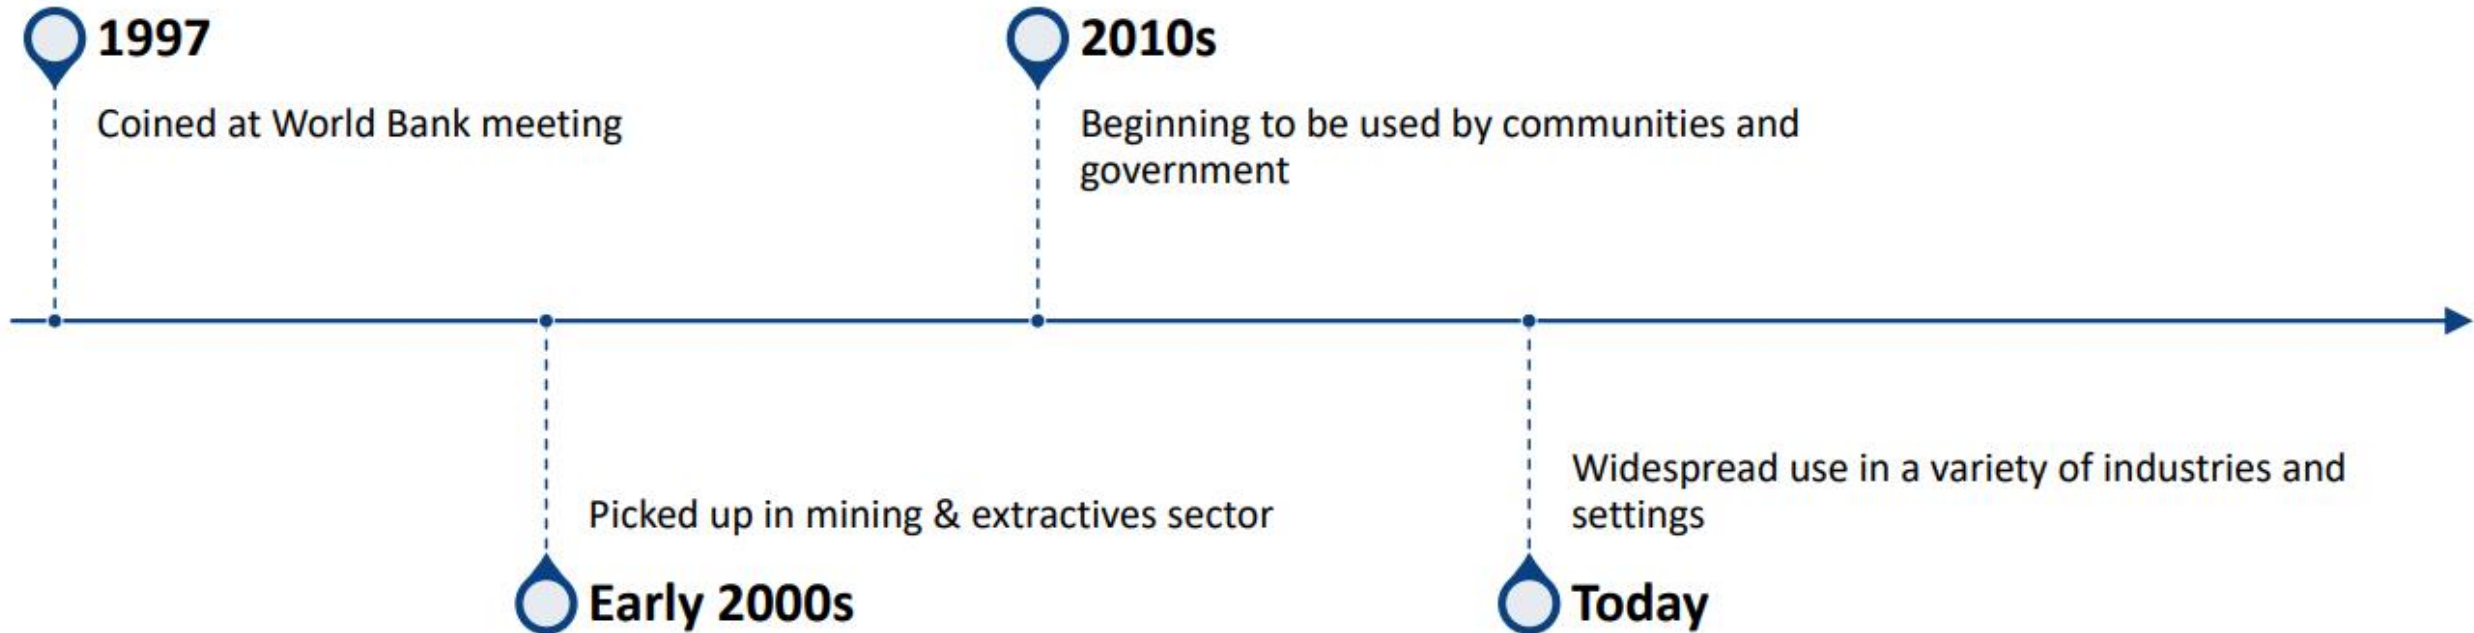 1997
Coined at World Bank meeting
Picked up in mining & extractives sector
Early 2000s
2010s
Beginning to be used by communities and
government
Widespread use in a variety of industries and
settings
Today